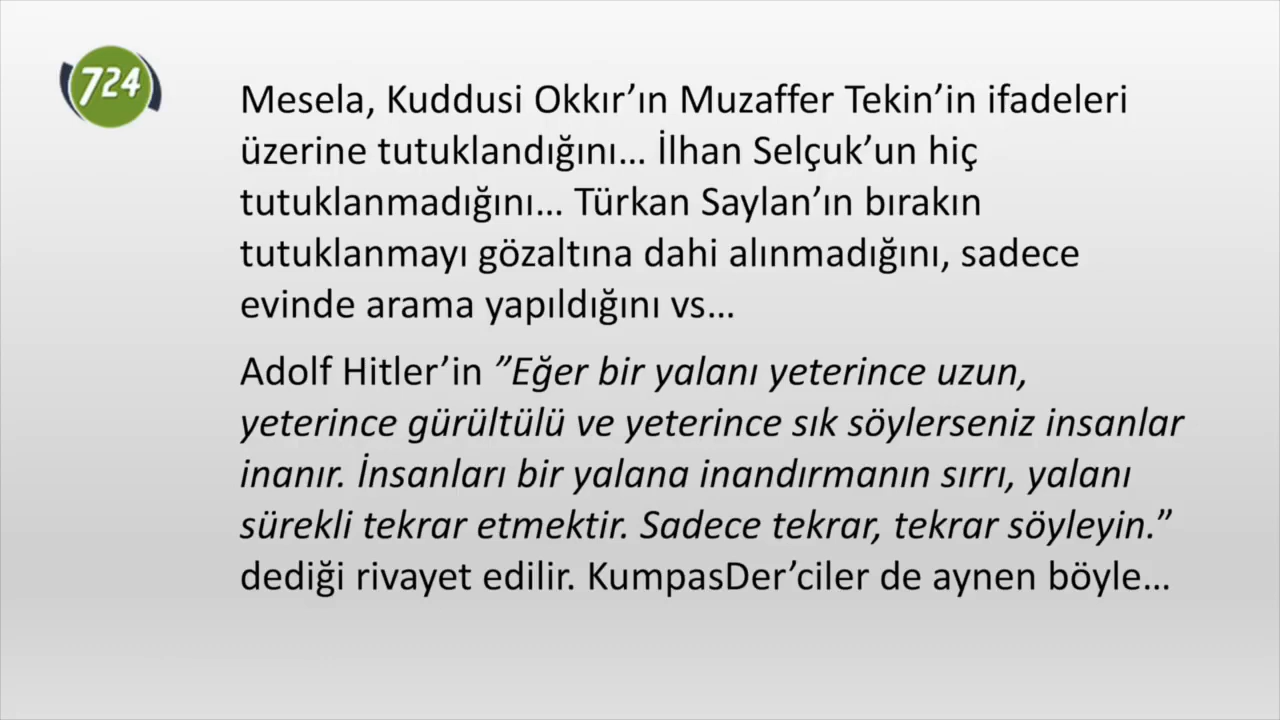 724
Mesela, Kuddusi Okkır’ın Muzaffer Tekin’in ifadeleri
üzerine tutuklandığını… İlhan Selçuk’un hiç
tutuklanmadığını… Türkan Saylan’ın bırakın
tutuklanmayı gözaltına dahi alınmadığını, sadece
evinde arama yapıldığını vs…
Adolf Hitler’in ”Eğer bir yalanı yeterince uzun,
yeterince gürültülü ve yeterince sık söylerseniz insanlar
inanır. İnsanları bir yalana inandırmanın sırrı, yalanı
sürekli tekrar etmektir. Sadece tekrar, tekrar söyleyin.”
dediği rivayet edilir. KumpasDer’ciler de aynen böyle…